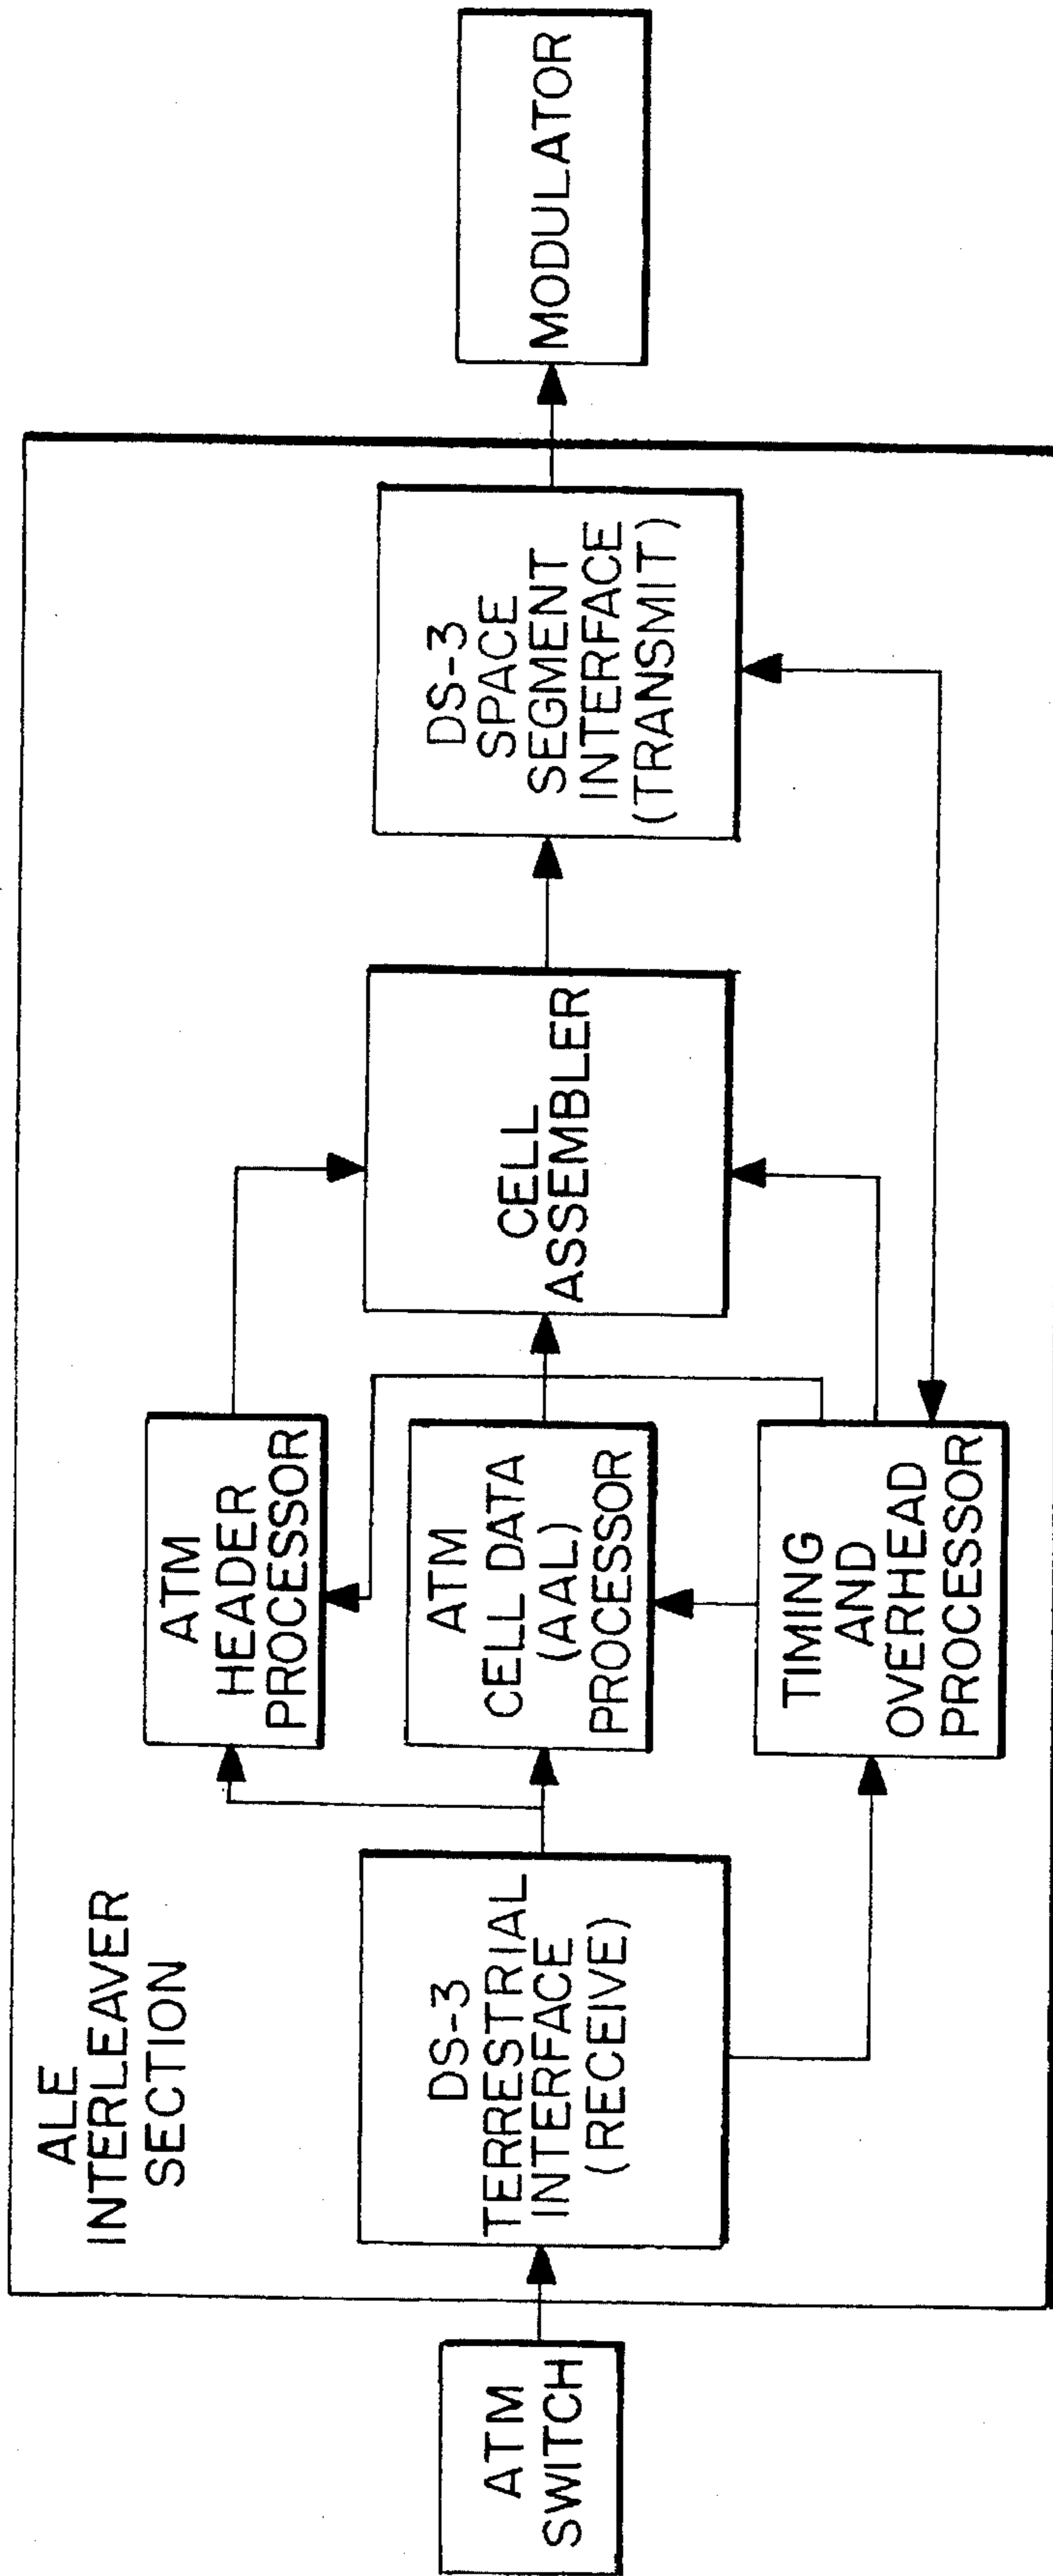 ALE
INTERLEAVER
SECTION
ATM
SWITCH
DS-3
TERRESTRIAL
INTERFACE
(RECEIVE)
ATM
HEADER
PROCESSOR
ATM
CELL DATA
(AAL)
PROCESSOR
TIMING
AND
OVERHEAD
PROCESSOR
CELL
ASSEMBLER
DS-3
SPACE
SEGMENT
INTERFACE
(TRANSMIT)
MODULATOR